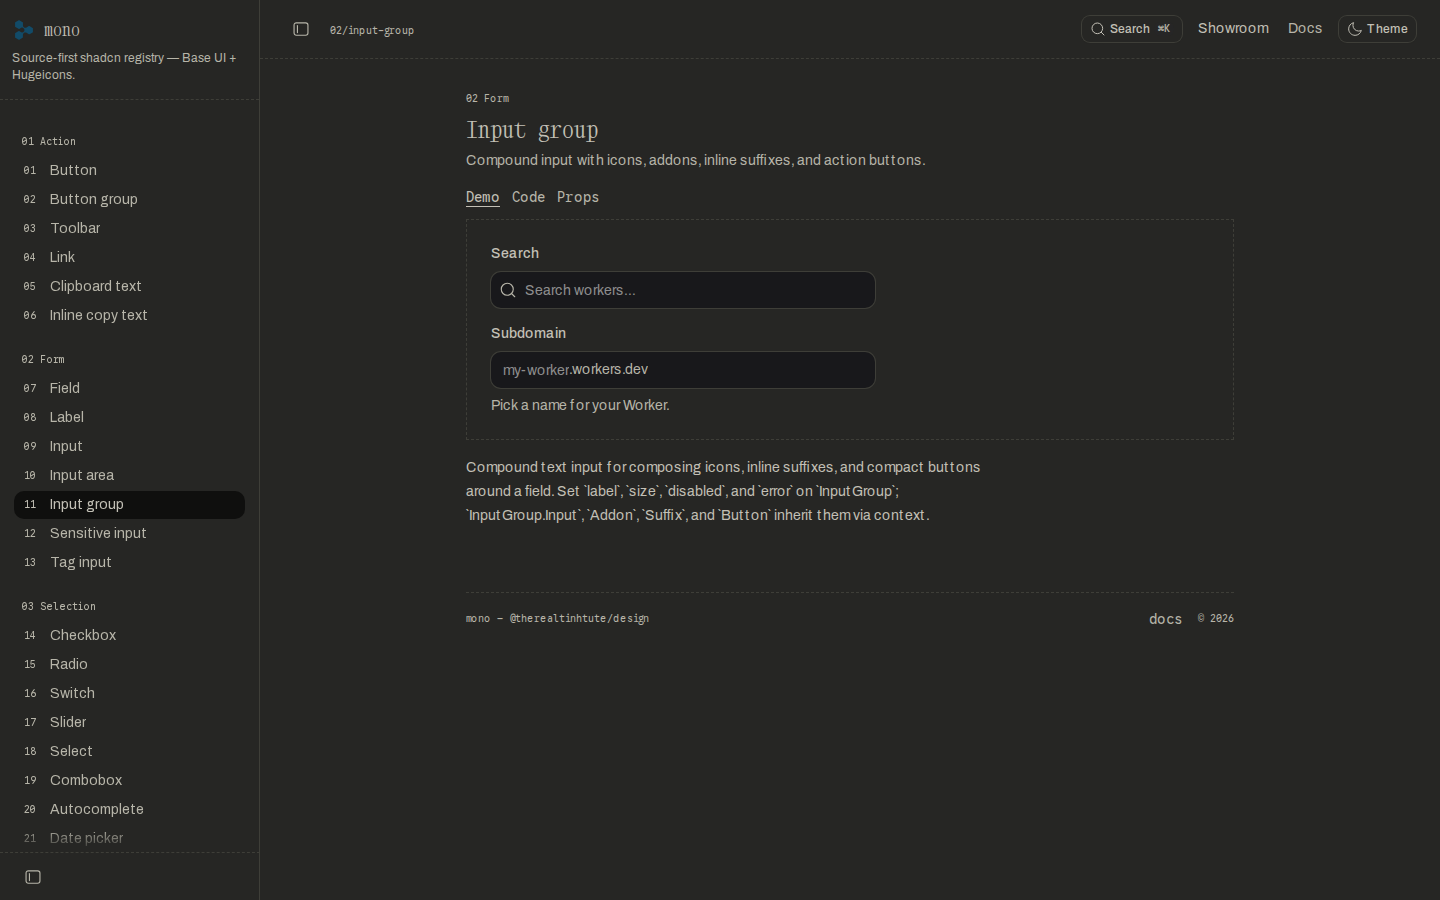 mono
Source-first shadcn registry — Base UI +
Hugeicons.
01 Action
01 Button
02 Button group
03 Toolbar
04 Link
05 Clipboard text
06 Inline copy text
02 Form
07 Field
08 Label
09 Input
10 Input area
11 Input group
12 Sensitive input
13 Tag input
03 Selection
14 Checkbox
15 Radio
16 Switch
17 Slider
18 Select
19 Combobox
20 Autocomplete
21 Date picker
02/input-group
Search ⌘K
Showroom
Docs
Theme
02 Form
Input group
Compound input with icons, addons, inline suffixes, and action buttons.
Demo Code Props
Search
Search workers...
Subdomain
my-worker.workers.dev
Pick a name for your Worker.
Compound text input for composing icons, inline suffixes, and compact buttons
around a field. Set `label`, `size`, `disabled`, and `error` on `InputGroup`;
`InputGroup.Input`, `Addon`, `Suffix`, and `Button` inherit them via context.
mono — @therealtinhtute/design
docs © 2026